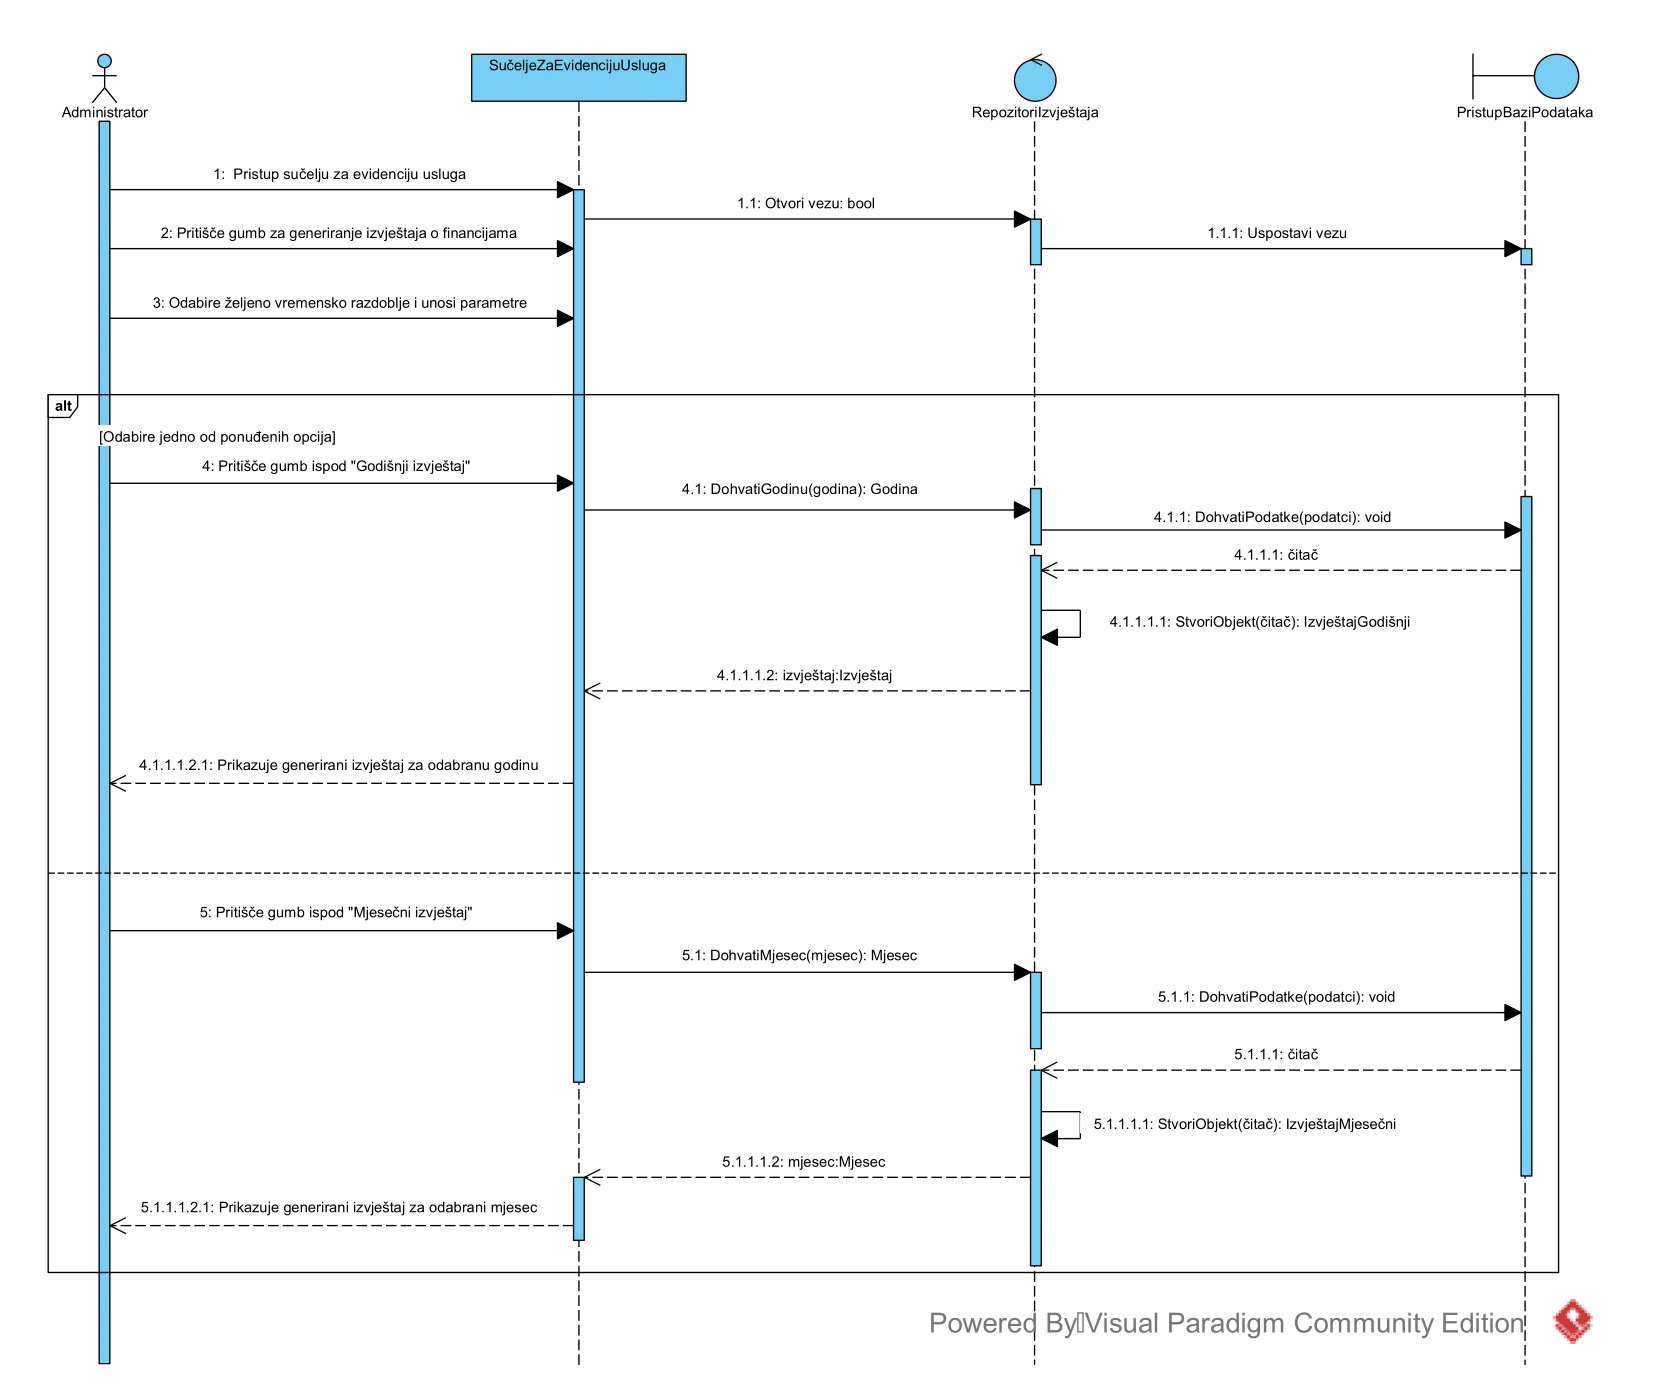 Administrator
SučeljeZaEvidencijuUsluga
RepozitoriIzvještaja
PristupBaziPodataka
1:  Pristup sučelju za evidenciju usluga
1.1: Otvori vezu: bool
2: Pritišče gumb za generiranje izvještaja o financijama
1.1.1: Uspostavi vezu
3: Odabire željeno vremensko razdoblje i unosi parametre
alt
[Odabire jedno od ponuđenih opcija]
4: Pritišče gumb ispod "Godišnji izvještaj"
4.1: DohvatiGodinu(godina): Godina
4.1.1: DohvatiPodatke(podatci): void
4.1.1.1: čitač
4.1.1.1.1: StvoriObjekt(čitač): IzvještajGodišnji
4.1.1.1.2: izvještaj:Izvještaj
4.1.1.1.2.1: Prikazuje generirani izvještaj za odabranu godinu
5: Pritišče gumb ispod "Mjesečni izvještaj"
5.1: DohvatiMjesec(mjesec): Mjesec
5.1.1: DohvatiPodatke(podatci): void
5.1.1.1: čitač
5.1.1.1.1: StvoriObjekt(čitač): IzvještajMjesečni
5.1.1.1.2: mjesec:Mjesec
5.1.1.1.2.1: Prikazuje generirani izvještaj za odabrani mjesec
Powered By▯Visual Paradigm Community Edition